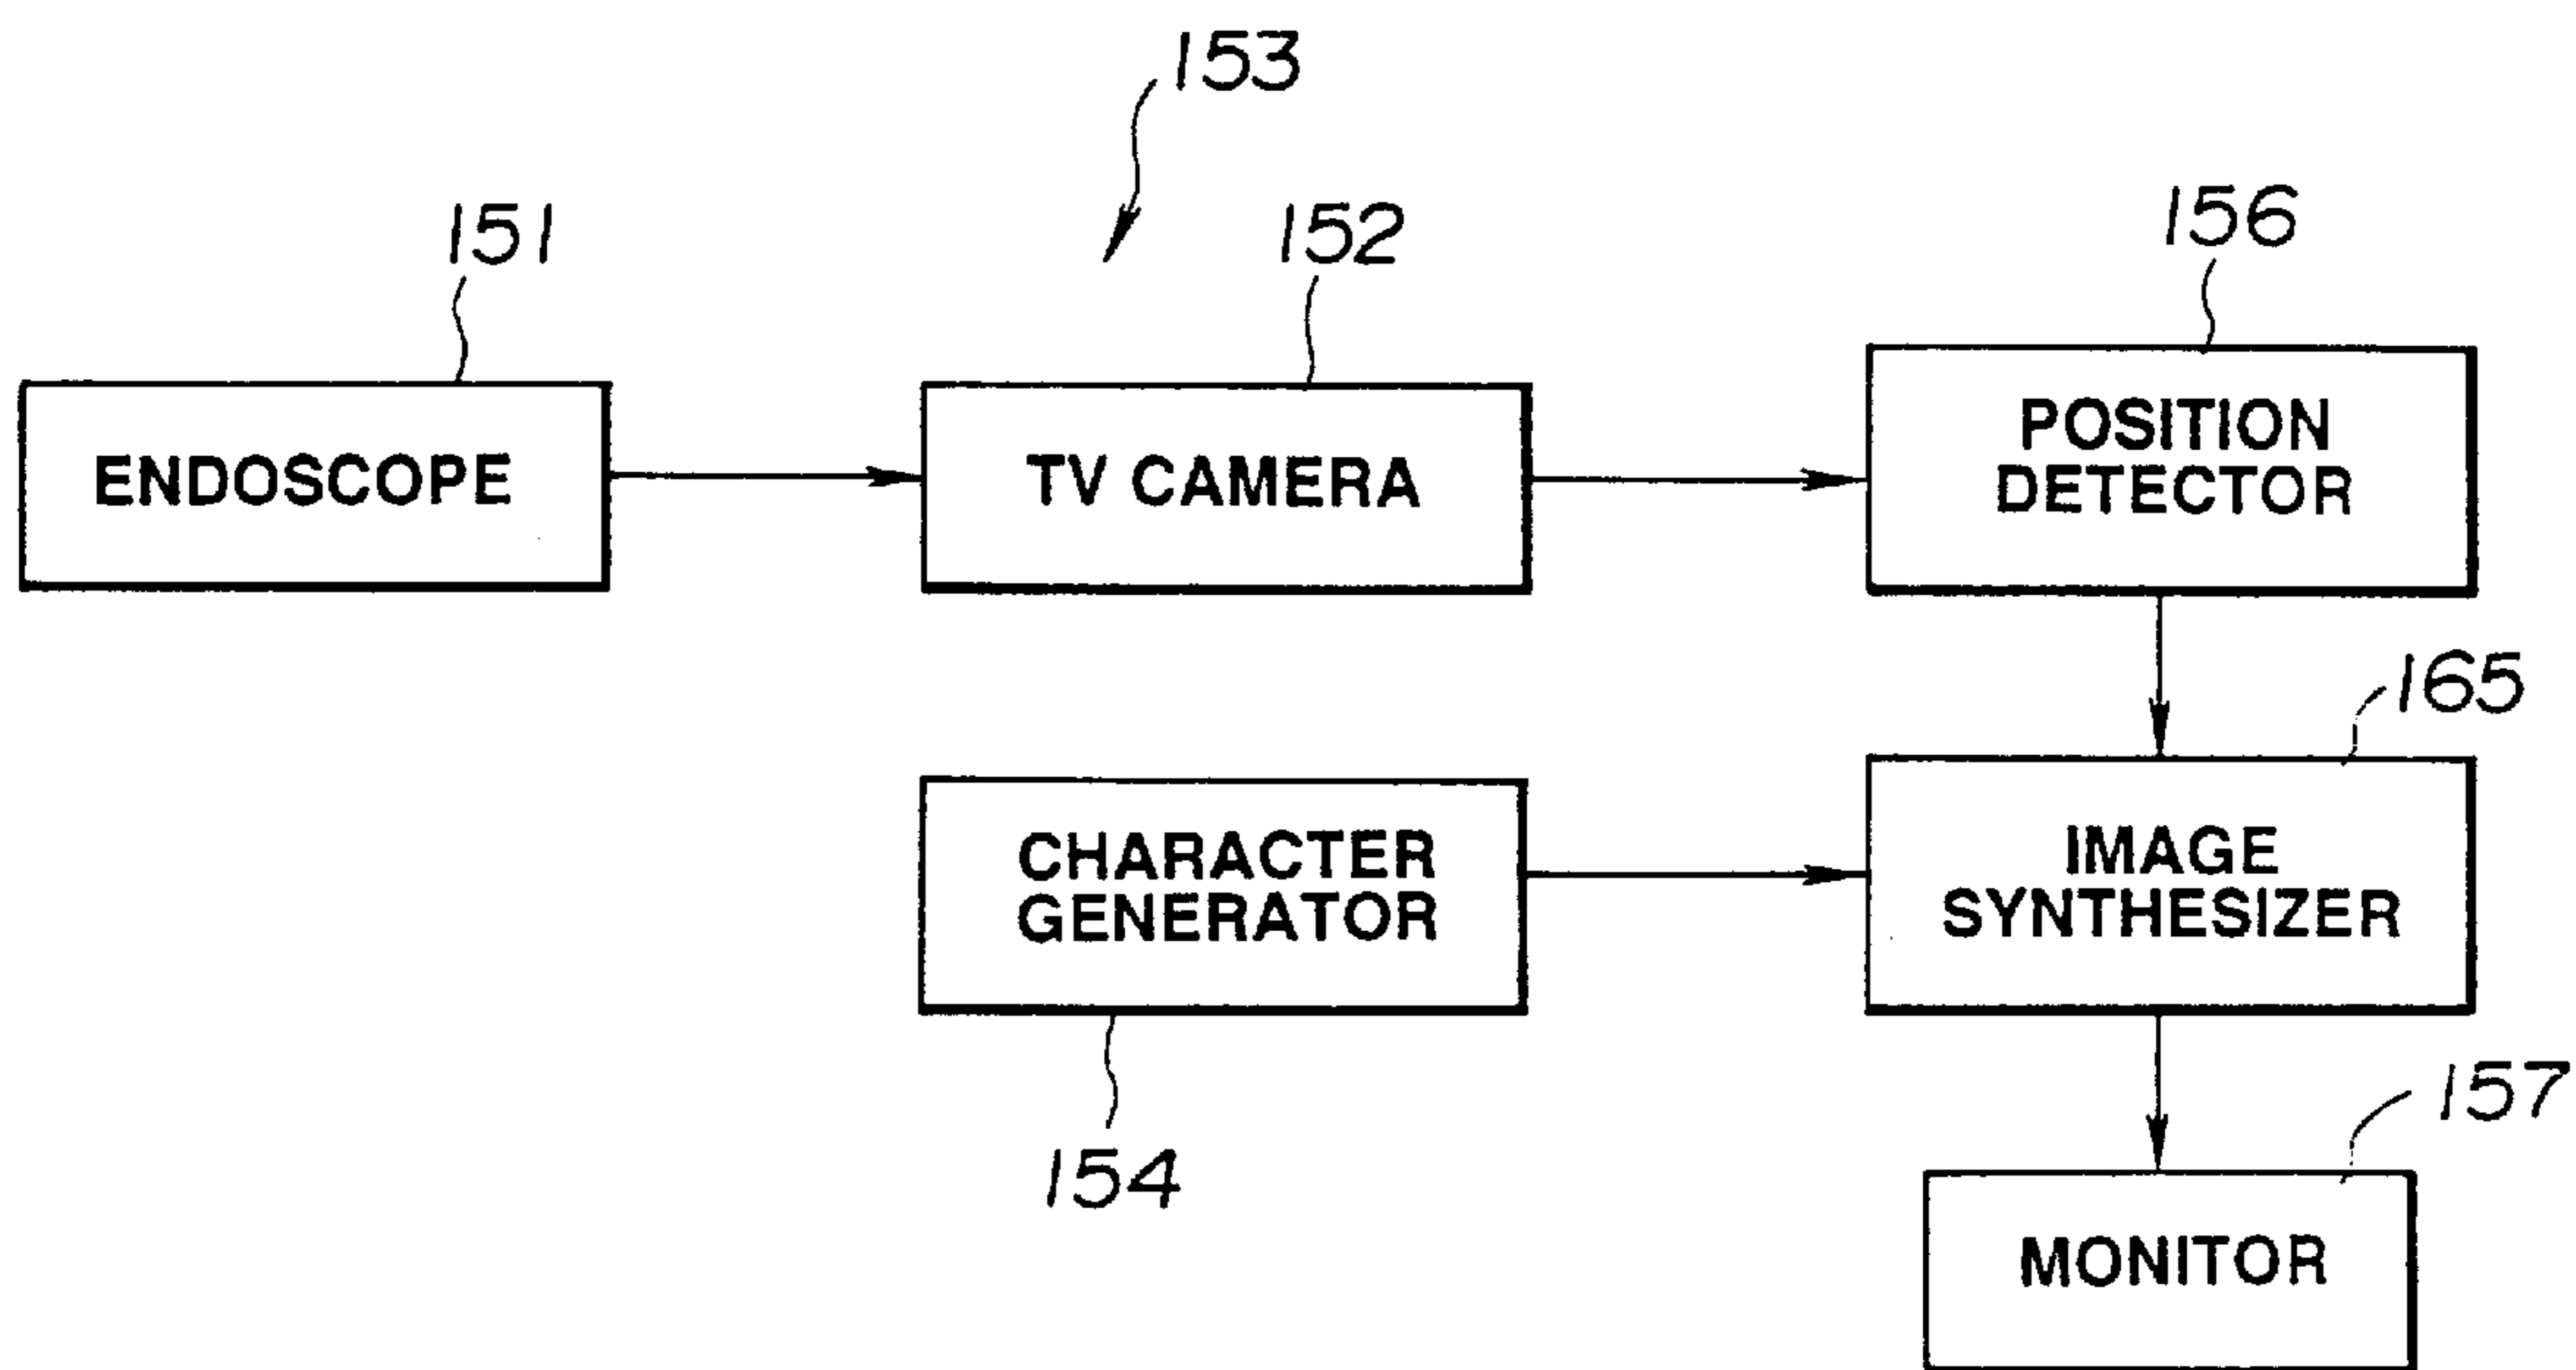 153
151
152
156
ENDOSCOPE
TV CAMERA
POSITION
DETECTOR
165
CHARACTER
GENERATOR
IMAGE
SYNTHESIZER
154
157
MONITOR